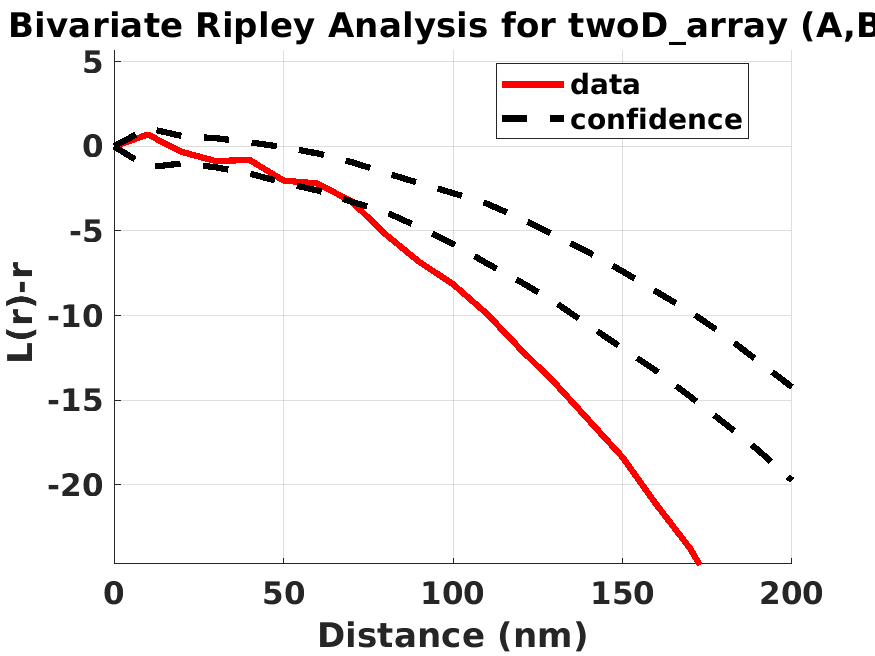 Bivariate Ripley Analysis for twoD_array (A,B
5
0
-5
-10
-15
-20
L(r)-r
data
confidence
0 50 100 150 200
Distance (nm)